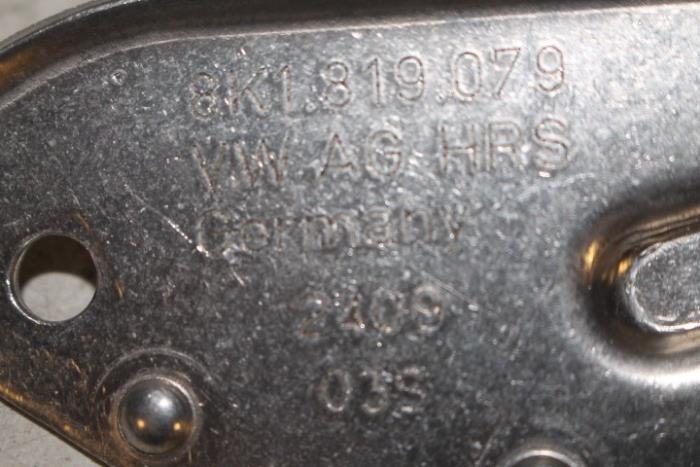 8K1.819.079
VW AG HRS
Germany
2409
03S